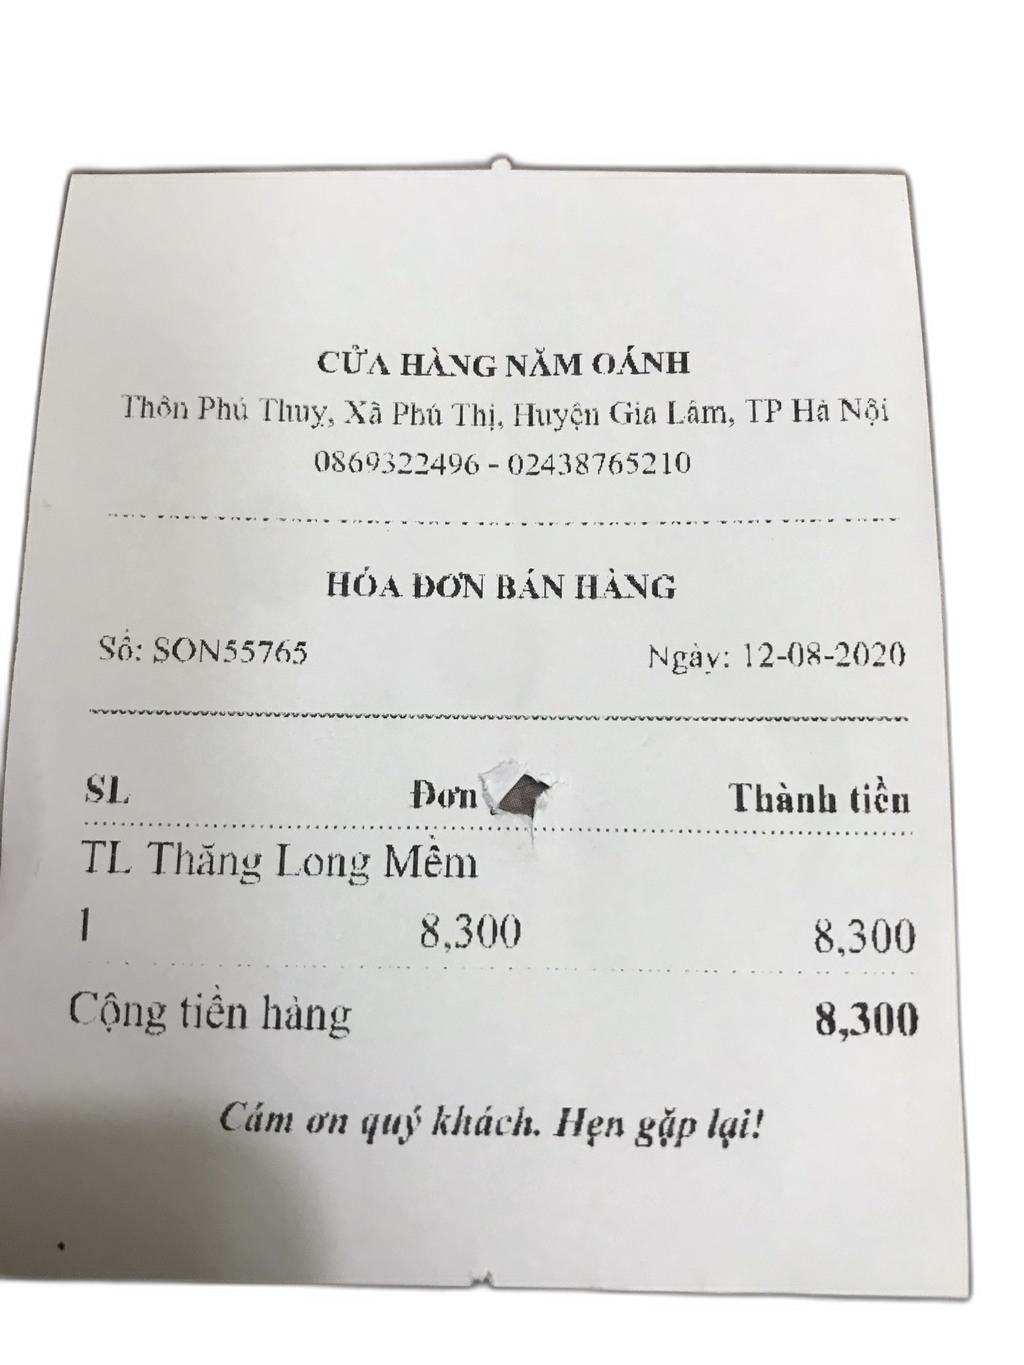 CỬA HÀNG NĂM OÁNH
Thôn Phú Thuỵ, Xã Phú Thị, Huyện Gia Lâm, TP Hà Nội
0869322496 - 02438765210
HÓA ĐƠN BÁN HÀNG
Số: SON55765 Ngày: 12-08-2020
SL Đơn Thành tiền
TL Thăng Long Mềm
1 8,300 8,300
Cộng tiền hàng 8,300
Cám ơn quý khách. Hẹn gặp lại!